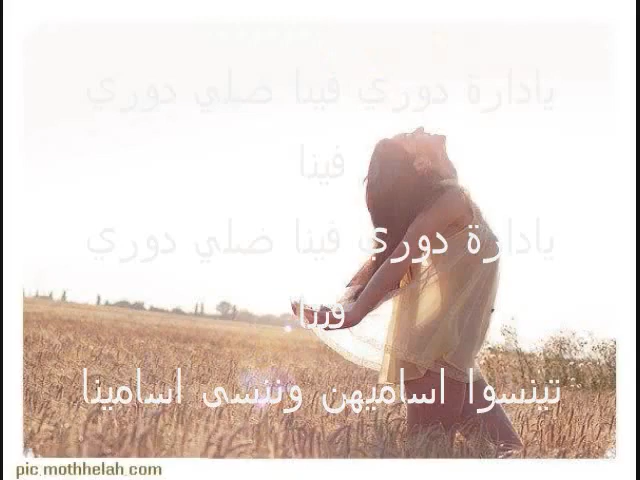 يادارة دوري فينا ضلي دوري
فينا
يادارة دوري فينا ضلي دوري
فينا
تينسوا اساميهن وننسى اسامينا
pic.mothhelah.com